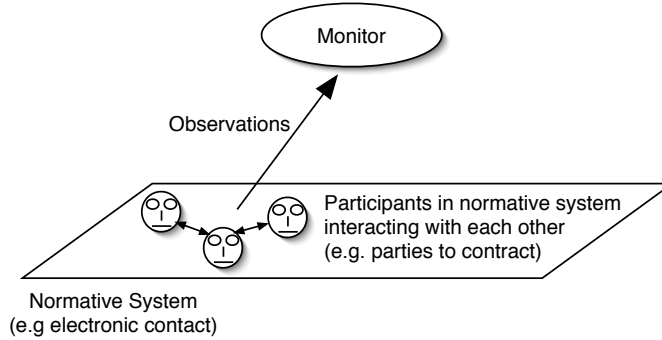 Monitor
Observations
Participants in normative system
interacting with each other
(e.g. parties to contract)
Normative System
(e.g electronic contact)